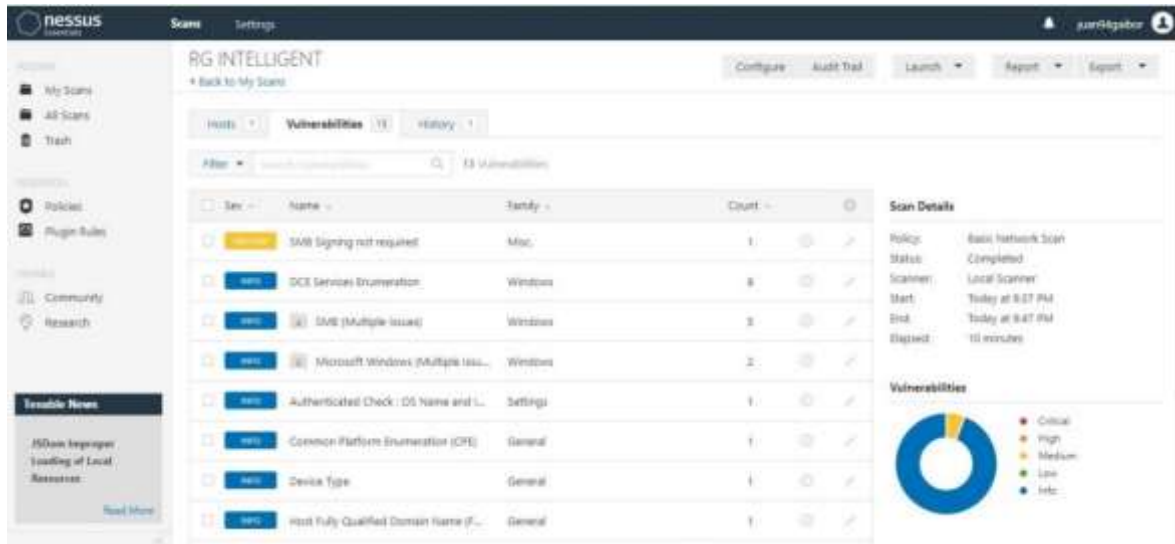 nessus
Essentials
Scans
Settings
RG INTELLIGENT
Back to My Scans
Configure
Audit Trail
Launch
Report
Export
My Scans
All Scans
Trash
Policies
Plugin Rules
Community
Research
Hosts 1
Vulnerabilities
History 1
Filter
Vulnerabilities
Sev
Name
Family
Count
SMB Signing not required
Misc.
1
INFO
DCE Services Enumeration
Windows
8
INFO
SMB (Multiple Issues)
Windows
INFO
Microsoft Windows (Multiple Issu...
Windows
2
INFO
Authenticated Check : OS Name and I...
Settings
1
INFO
Common Platform Enumeration (CPE)
General
1
INFO
Device Type
General
1
INFO
Host Fully Qualified Domain Name (F...
General
1
Scan Details
Policy: Basic Network Scan
Status: Completed
Scanner: Local Scanner
Start: Today at 9:37 PM
End: Today at 9:47 PM
Elapsed: 10 minutes
Vulnerabilities
Critical
High
Medium
Low
Info
Tenable News
JSDom Improper
Loading of Local
Resources
Read More